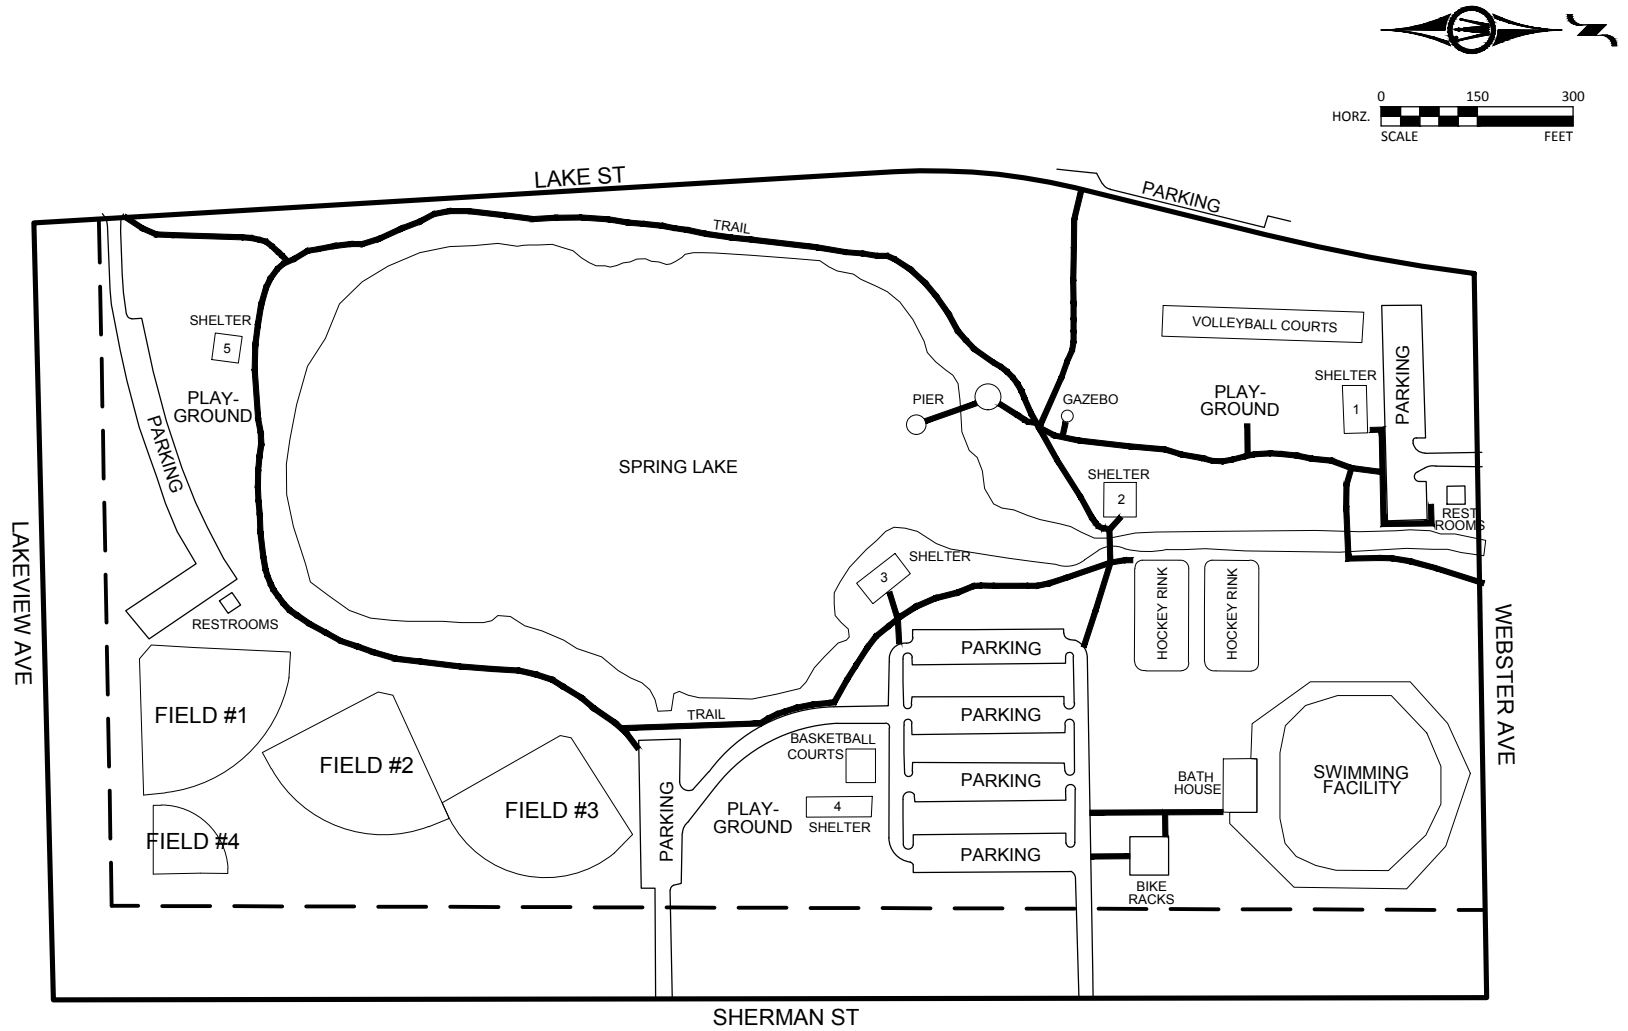 0 150 300
HORZ.
SCALE FEET
LAKE ST
PARKING
TRAIL
SHELTER
5
PLAY-
GROUND
PARKING
VOLLEYBALL COURTS
SHELTER
1
PARKING
PIER
GAZEBO
PLAY-
GROUND
SPRING LAKE
SHELTER
2
REST
ROOMS
SHELTER
3
LAKEVIEW AVE
RESTROOMS
HOCKEY RINK
HOCKEY RINK
WEBSTER AVE
PARKING
PARKING
PARKING
PARKING
FIELD #1
FIELD #2
FIELD #3
FIELD #4
TRAIL
BASKETBALL
COURTS
PARKING
PLAY-
GROUND
4
SHELTER
BATH
HOUSE
SWIMMING
FACILITY
BIKE
RACKS
SHERMAN ST